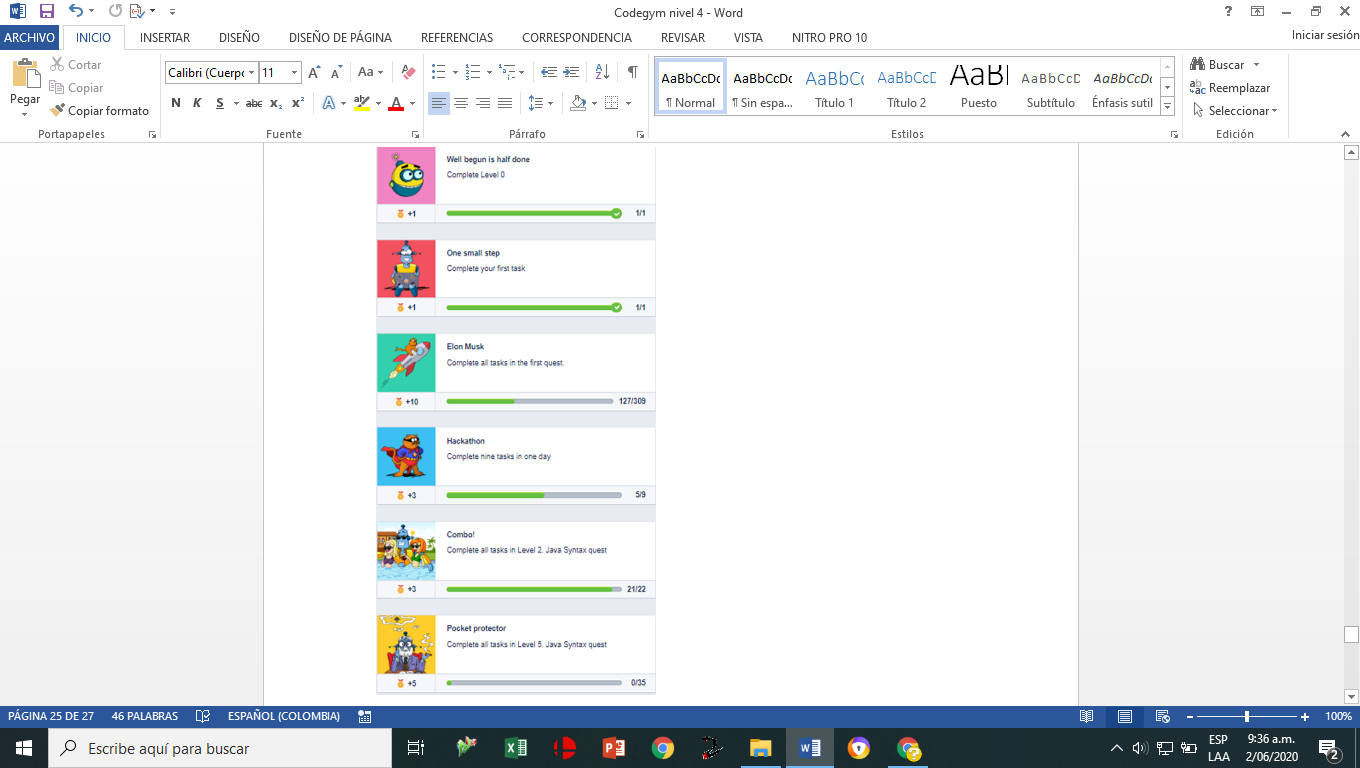 Codegym nivel 4 - Word
ARCHIVO INICIO INSERTAR DISEÑO DISEÑO DE PÁGINA REFERENCIAS CORRESPONDENCIA REVISAR VISTA NITRO PRO 10 Iniciar sesión
Pegar
Cortar
Copiar
Copiar formato
Portapapeles
Calibri (Cuerpo 11
N K S abc x₂ x²
Fuente
Párrafo
AaBbCcDc AaBbCcDc AaBbCc AaBbCcD AaB AaBbCcD AaBbCcDc
¶ Normal ¶ Sin espa... Título 1 Título 2 Puesto Subtítulo Énfasis sutil
Estilos
Buscar
Reemplazar
Seleccionar
Edición
Well begun is half done
Complete Level 0
+1 1/1
One small step
Complete your first task
+1 1/1
Elon Musk
Complete all tasks in the first quest.
+10 127/309
Hackathon
Complete nine tasks in one day
+3 5/9
Combo!
Complete all tasks in Level 2. Java Syntax quest
+3 21/22
Pocket protector
Complete all tasks in Level 5. Java Syntax quest
+5 0/35
PÁGINA 25 DE 27 46 PALABRAS ESPAÑOL (COLOMBIA) 100%
Escribe aquí para buscar
ESP
LAA
9:36 a.m.
2/06/2020
2